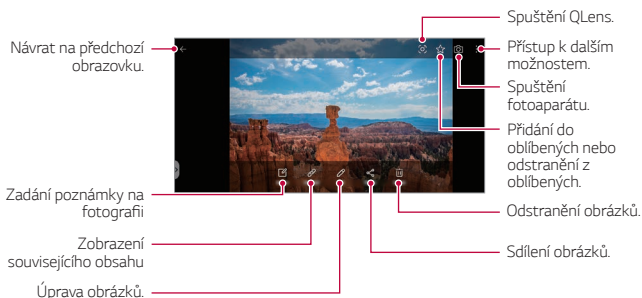 Návrat na předchozí
obrazovku.
Zadání poznámky na
fotografii
Zobrazení
souvisejícího obsahu
Úprava obrázků.
Spuštění QLens.
Přístup k dalším
možnostem.
Spuštění
fotoaparátu.
Přidání do
oblíbených nebo
odstranění z
oblíbených.
Odstranění obrázků.
Sdílení obrázků.